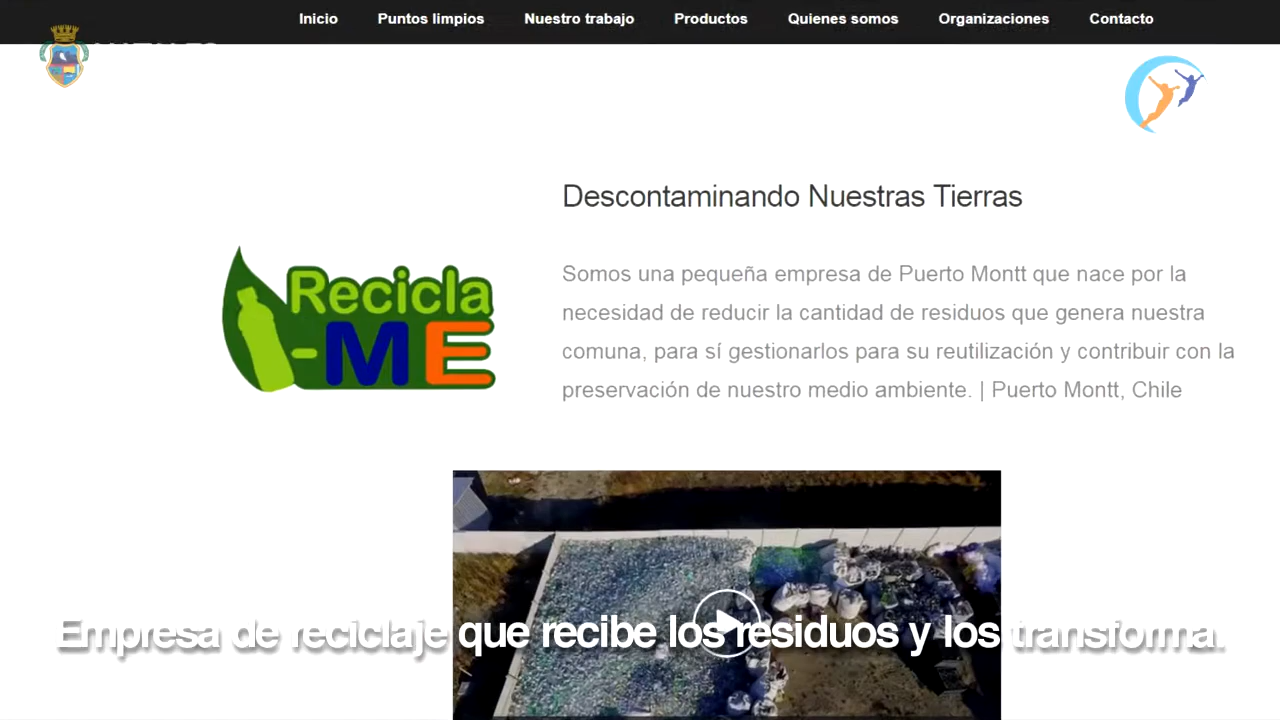 Inicio Puntos limpios Nuestro trabajo Productos Quienes somos Organizaciones Contacto
Descontaminando Nuestras Tierras
Recicla
-ME
Somos una pequeña empresa de Puerto Montt que nace por la
necesidad de reducir la cantidad de residuos que genera nuestra
comuna, para sí gestionarlos para su reutilización y contribuir con la
preservación de nuestro medio ambiente. | Puerto Montt, Chile
Empresa de reciclaje que recibe los residuos y los transforma.